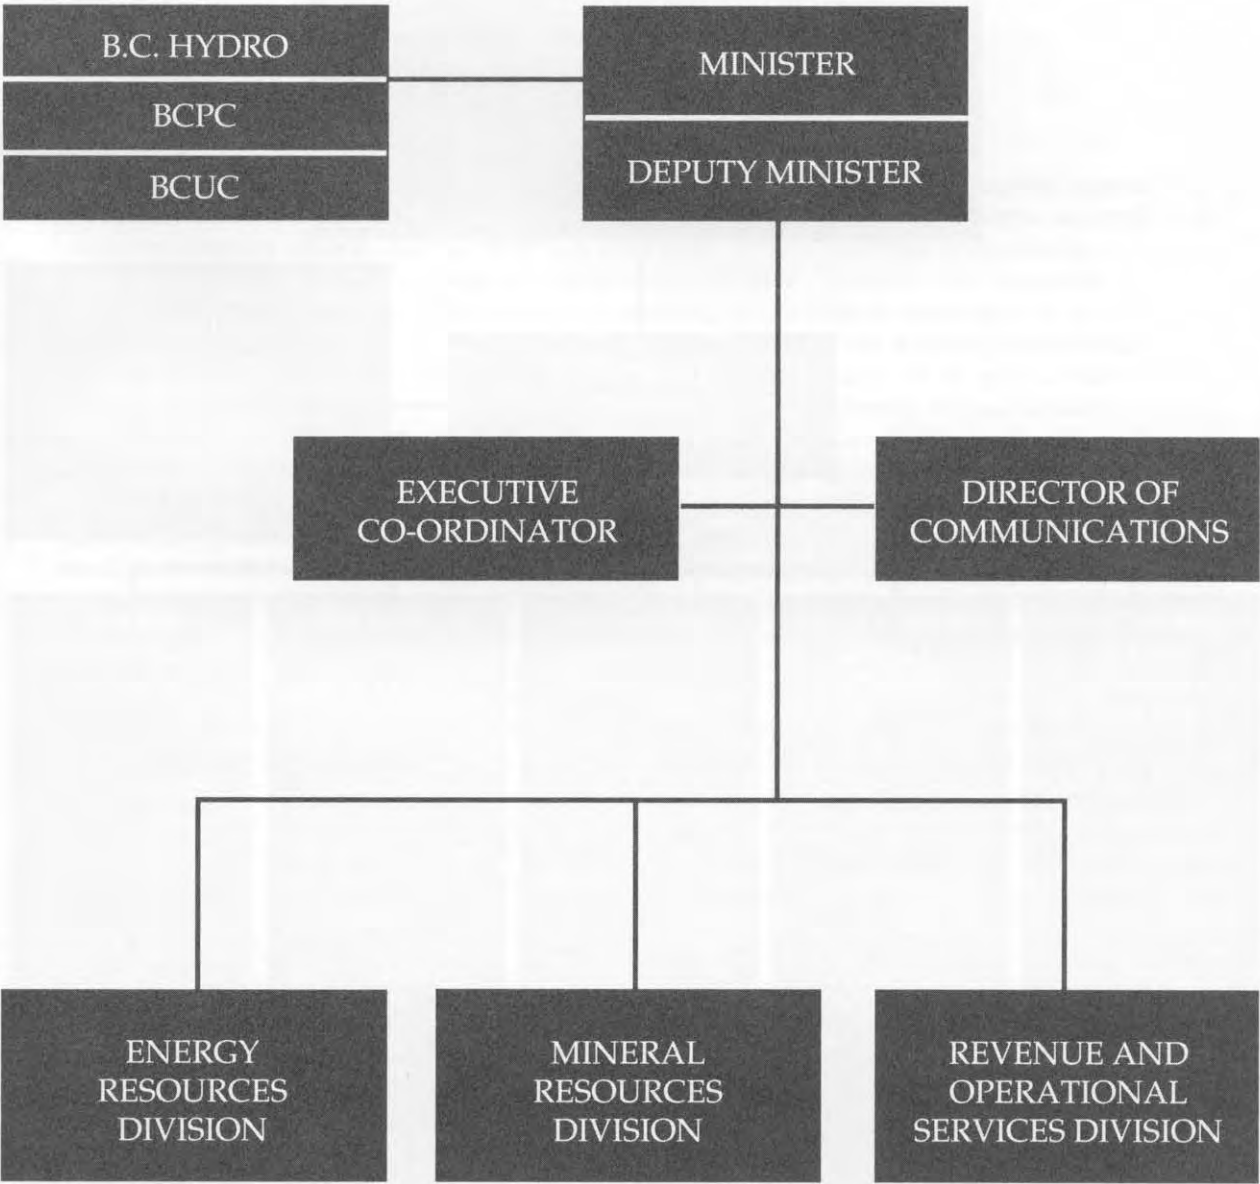 B.C. HYDRO
BCPC
BCUC
MINISTER
DEPUTY MINISTER
EXECUTIVE
CO-ORDINATOR
DIRECTOR OF
COMMUNICATIONS
ENERGY
RESOURCES
DIVISION
MINERAL
RESOURCES
DIVISION
REVENUE AND
OPERATIONAL
SERVICES DIVISION